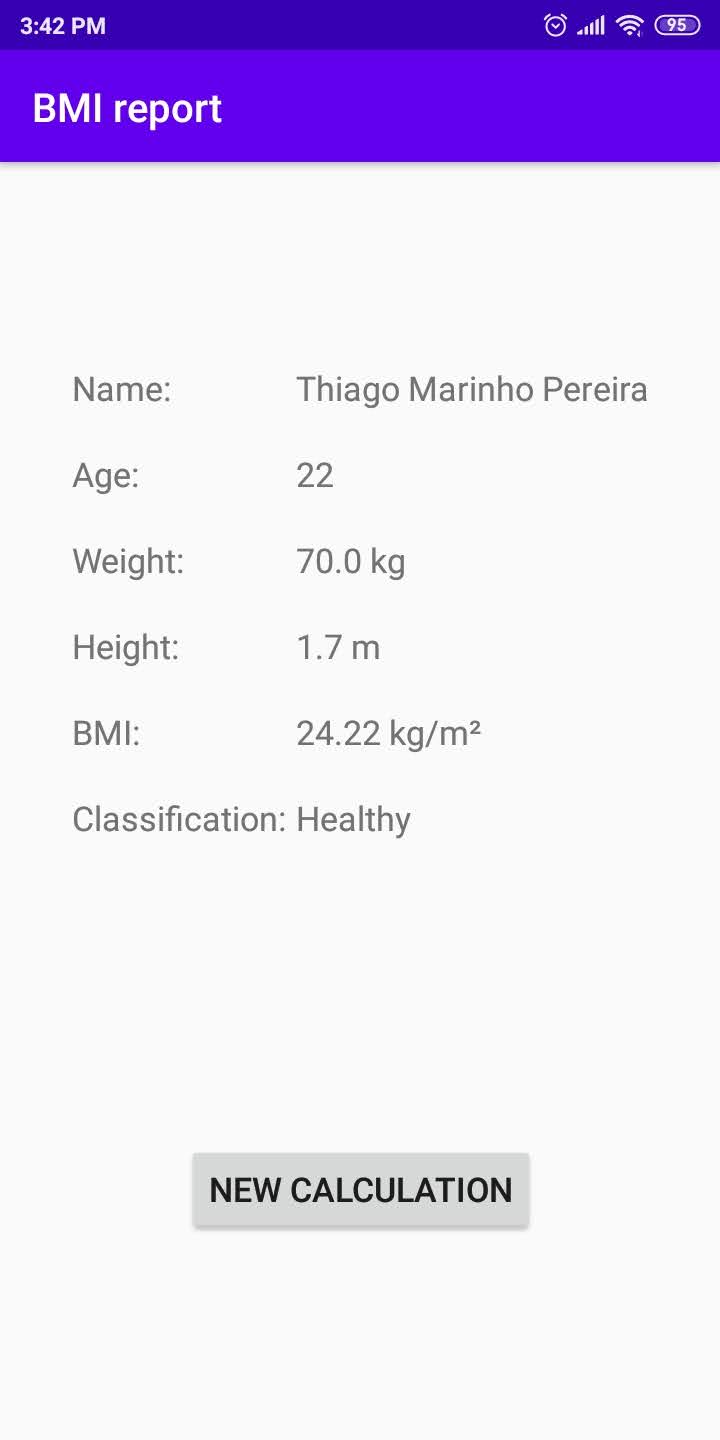 3:42 PM
95
BMI report
Name: Thiago Marinho Pereira
Age: 22
Weight: 70.0 kg
Height: 1.7 m
BMI: 24.22 kg/m²
Classification: Healthy
NEW CALCULATION